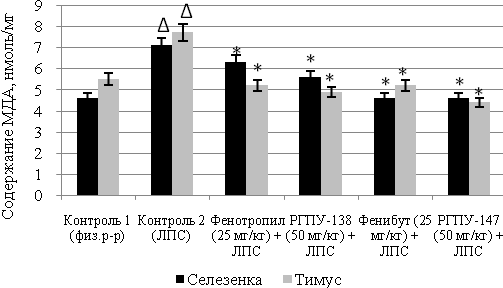 Содержание МДА, нмоль/мг
9
8
7
6
5
4
3
2
1
0
Δ
Δ
*
*
*
*
*
*
*
*
Контроль 1 (физ.р-р)
Контроль 2 (ЛПС)
Фенотропил (25 мг/кг) + ЛПС
РГПУ-138 (50 мг/кг) + ЛПС
Фенибут (25 мг/кг) + ЛПС
РГПУ-147 (50 мг/кг) + ЛПС
Селезенка
Тимус